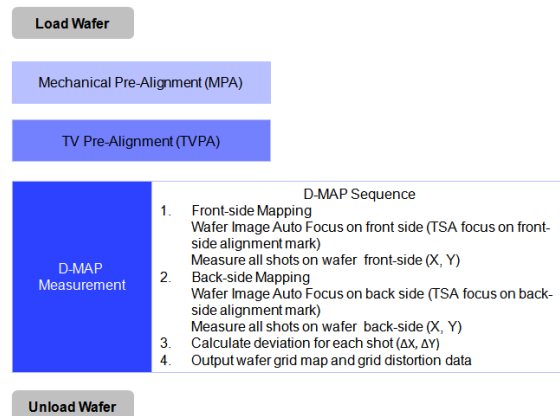 Load Wafer
Mechanical Pre-Alignment (MPA)
TV Pre-Alignment (TVPA)
D-MAP
Measurement
D-MAP Sequence
1. Front-side Mapping
Wafer Image Auto Focus on front side (TSA focus on front-
side alignment mark)
Measure all shots on wafer front-side (X, Y)
2. Back-side Mapping
Wafer Image Auto Focus on back side (TSA focus on back-
side alignment mark)
Measure all shots on wafer back-side (X, Y)
3. Calculate deviation for each shot (ΔX, ΔY)
4. Output wafer grid map and grid distortion data
Unload Wafer